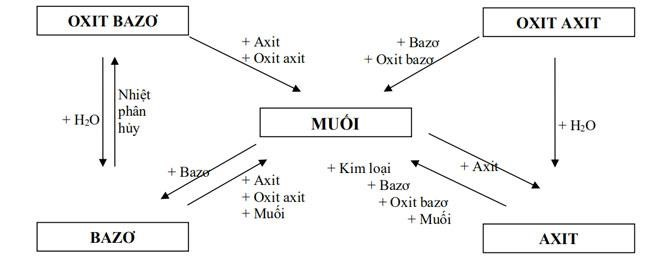 OXIT BAZƠ
OXIT AXIT
+ Axit
+ Oxit axit
+ Bazơ
+ Oxit bazơ
+ H₂O
Nhiệt
phân
hủy
MUỐI
+ H₂O
+ Bazơ
+ Axit
+ Oxit axit
+ Muối
+ Kim loại
+ Bazơ
+ Oxit bazơ
+ Muối
+ Axit
BAZƠ
AXIT